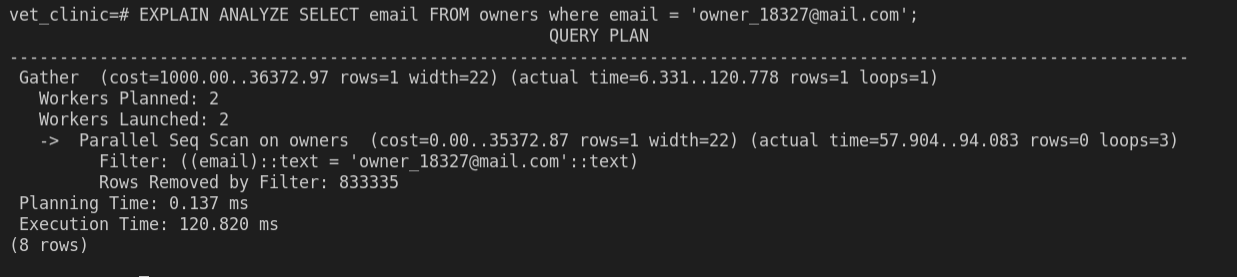 vet_clinic=# EXPLAIN ANALYZE SELECT email FROM owners where email = 'owner_18327@mail.com';
QUERY PLAN
-----------------------------------------------------------------------------------------------------------------------
Gather  (cost=1000.00..36372.97 rows=1 width=22) (actual time=6.331..120.778 rows=1 loops=1)
Workers Planned: 2
Workers Launched: 2
->  Parallel Seq Scan on owners  (cost=0.00..35372.87 rows=1 width=22) (actual time=57.904..94.083 rows=0 loops=3)
Filter: ((email)::text = 'owner_18327@mail.com'::text)
Rows Removed by Filter: 833335
Planning Time: 0.137 ms
Execution Time: 120.820 ms
(8 rows)